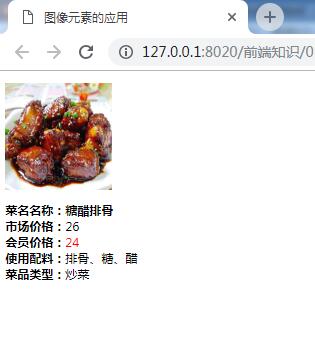 图像元素的应用
127.0.0.1:8020/前端知识/0
菜名名称：糖醋排骨
市场价格：26
会员价格：24
使用配料：排骨、糖、醋
菜品类型：炒菜